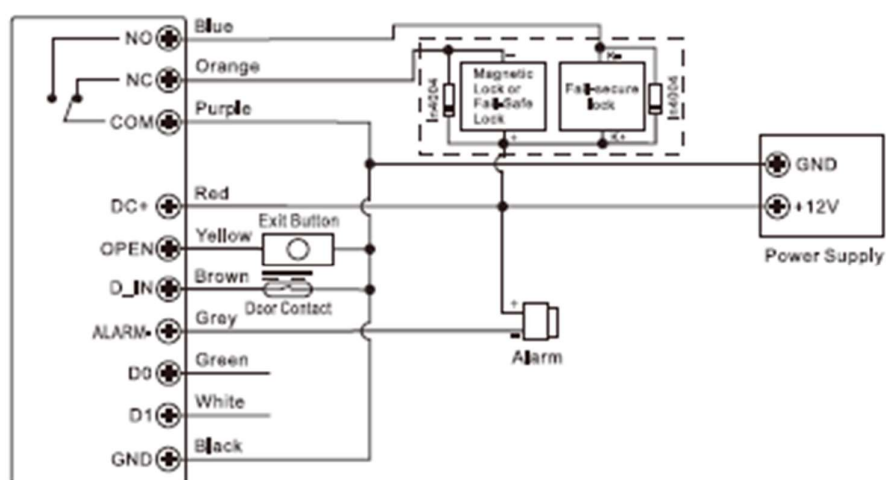 NO Blue
NC Orange
COM Purple
K-
Magnetic
Lock or
Fail-Safe
Lock
Fail-secure
lock
In4004
In4004
+
K+
GND
DC+ Red
+12V
Exit Button
OPEN Yellow
Power Supply
D_IN Brown
Door Contact
+
ALARM- Grey
Alarm
D0 Green
D1 White
GND Black